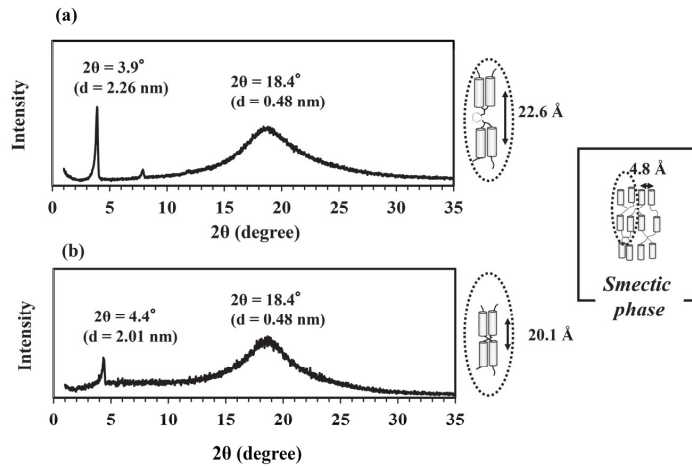 (a)
2θ = 3.9°
(d = 2.26 nm)
2θ = 18.4°
(d = 0.48 nm)
Intensity
0 5 10 15 20 25 30 35
2θ (degree)
22.6 Å
(b)
2θ = 4.4°
(d = 2.01 nm)
2θ = 18.4°
(d = 0.48 nm)
Intensity
0 5 10 15 20 25 30 35
2θ (degree)
20.1 Å
4.8 Å
Smectic
phase